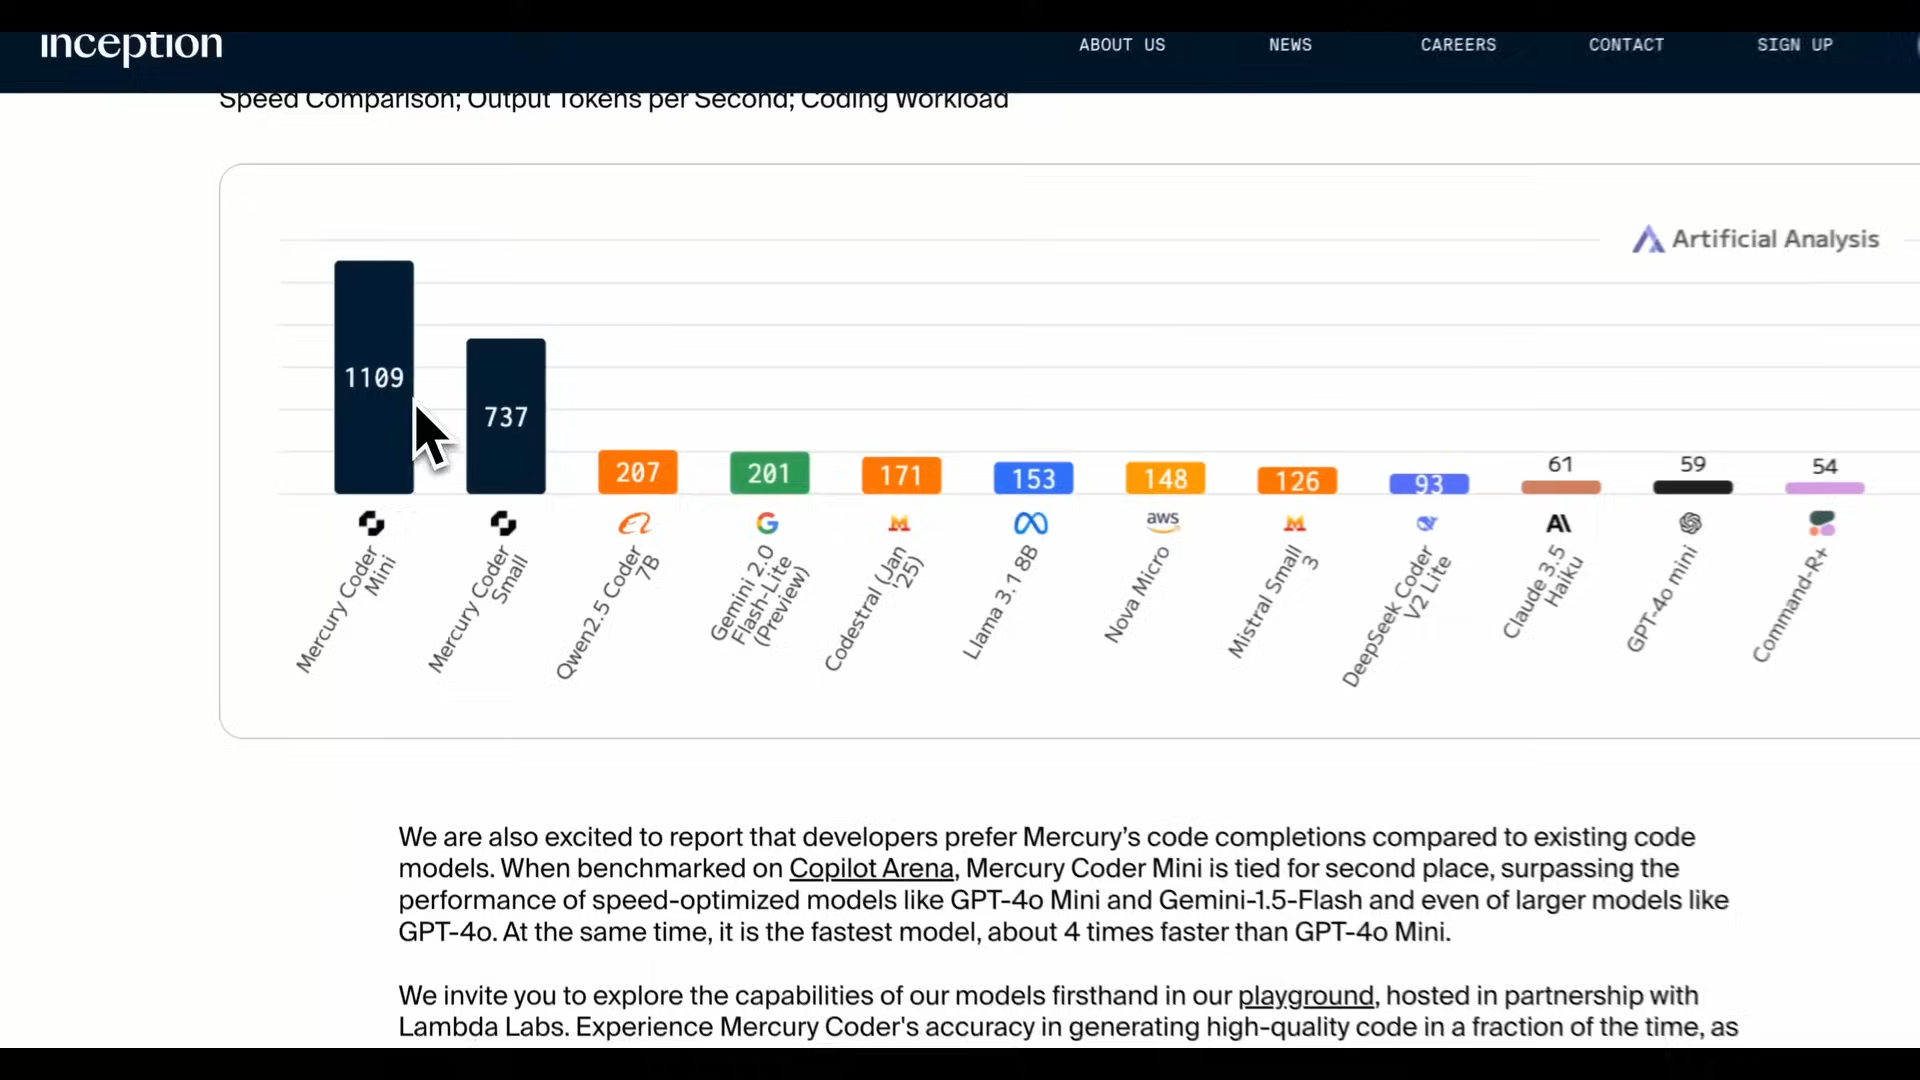 inception
ABOUT US
NEWS
CAREERS
CONTACT
SIGN UP
Speed Comparison; Output Tokens per Second; Coding Workload
Artificial Analysis
1109
737
207
201
171
153
148
126
93
61
59
54
aws
Mercury Coder
Mini
Mercury Coder
Small
Qwen2.5 Coder
7B
Gemini 2.0
Flash-Lite
(Preview)
Codestral (Jan
'25)
Llama 3.1 8B
Nova Micro
Mistral Small
3
DeepSeek Coder
V2 Lite
Claude 3.5
Haiku
GPT-4o mini
Command-R+
We are also excited to report that developers prefer Mercury’s code completions compared to existing code
models. When benchmarked on Copilot Arena, Mercury Coder Mini is tied for second place, surpassing the
performance of speed-optimized models like GPT-4o Mini and Gemini-1.5-Flash and even of larger models like
GPT-4o. At the same time, it is the fastest model, about 4 times faster than GPT-4o Mini.
We invite you to explore the capabilities of our models firsthand in our playground, hosted in partnership with
Lambda Labs. Experience Mercury Coder's accuracy in generating high-quality code in a fraction of the time, as